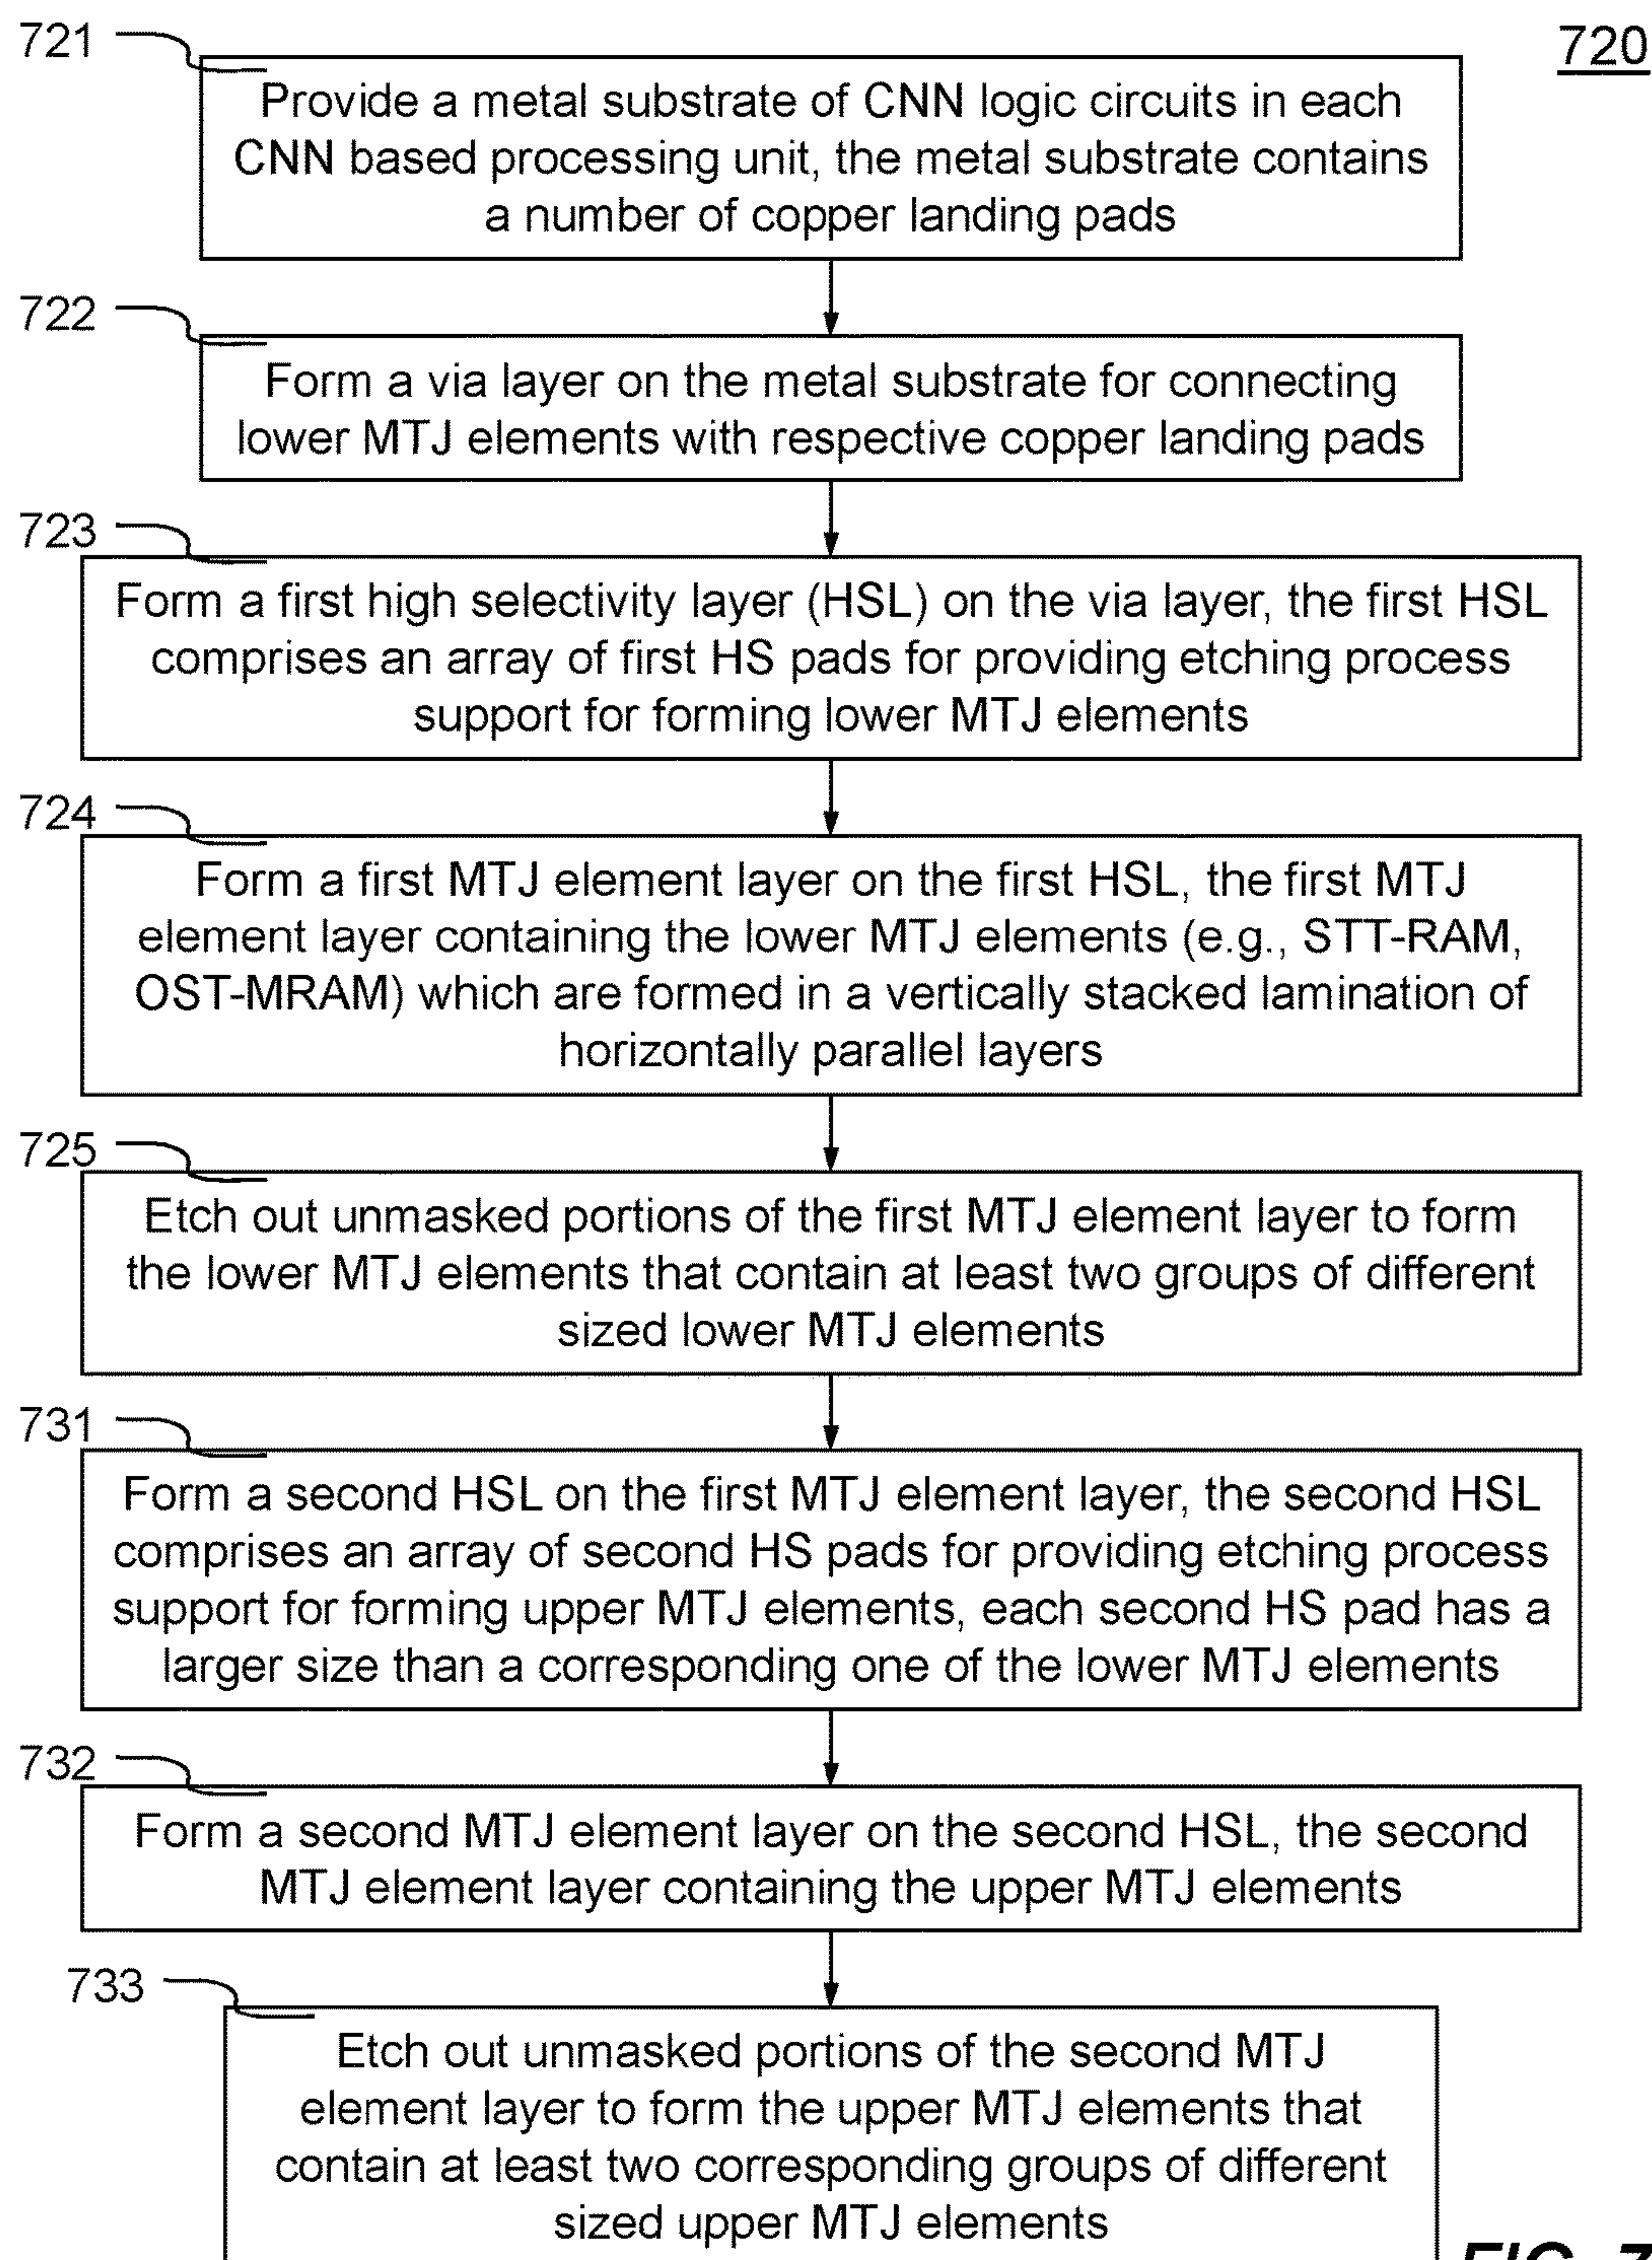 720
721
Provide a metal substrate of CNN logic circuits in each
CNN based processing unit, the metal substrate contains
a number of copper landing pads
722
Form a via layer on the metal substrate for connecting
lower MTJ elements with respective copper landing pads
723
Form a first high selectivity layer (HSL) on the via layer, the first HSL
comprises an array of first HS pads for providing etching process
support for forming lower MTJ elements
724
Form a first MTJ element layer on the first HSL, the first MTJ
element layer containing the lower MTJ elements (e.g., STT-RAM,
OST-MRAM) which are formed in a vertically stacked lamination of
horizontally parallel layers
725
Etch out unmasked portions of the first MTJ element layer to form
the lower MTJ elements that contain at least two groups of different
sized lower MTJ elements
731
Form a second HSL on the first MTJ element layer, the second HSL
comprises an array of second HS pads for providing etching process
support for forming upper MTJ elements, each second HS pad has a
larger size than a corresponding one of the lower MTJ elements
732
Form a second MTJ element layer on the second HSL, the second
MTJ element layer containing the upper MTJ elements
733
Etch out unmasked portions of the second MTJ
element layer to form the upper MTJ elements that
contain at least two corresponding groups of different
sized upper MTJ elements